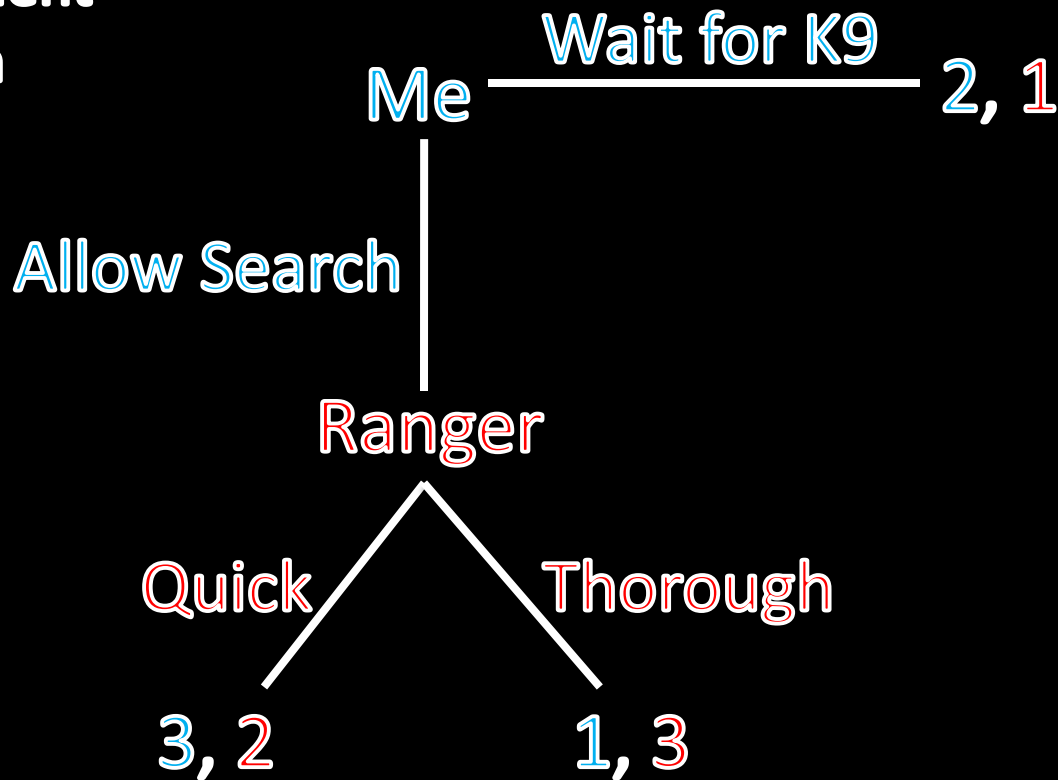 Wait for K9
Me
2, 1
Allow Search
Ranger
Quick
Thorough
3, 2
1, 3